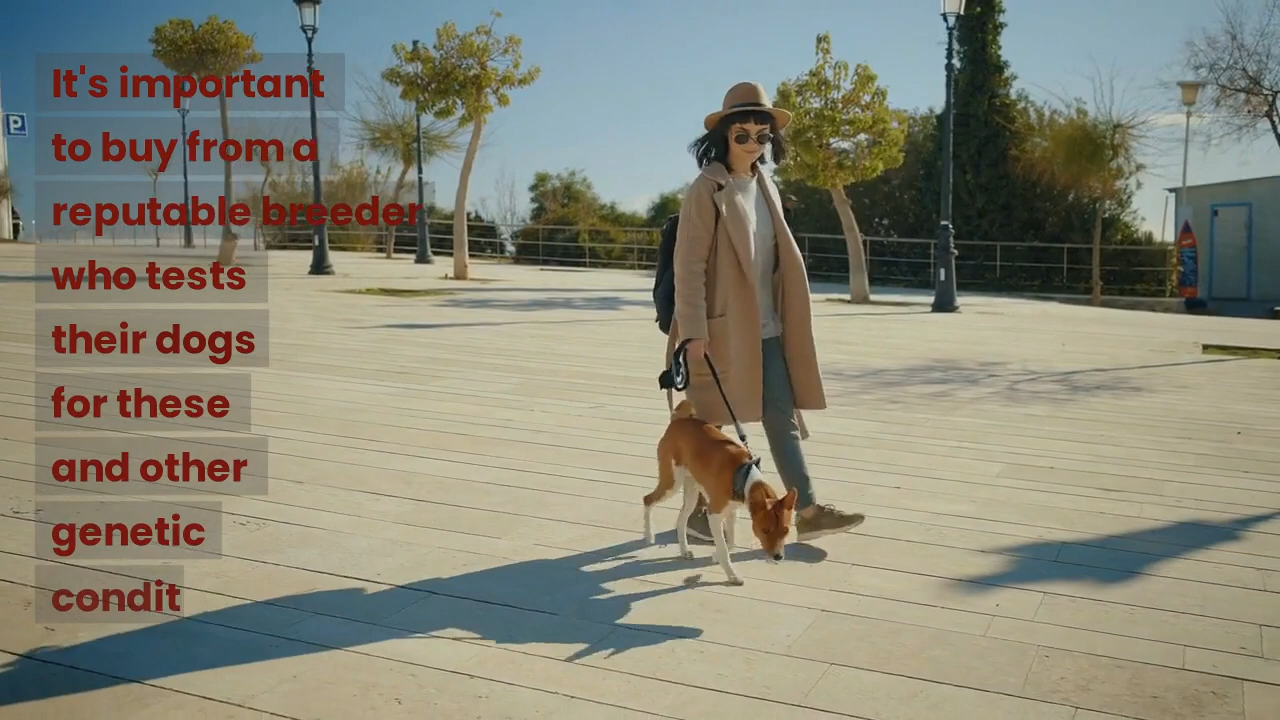 P
It's important
to buy from a
reputable breeder
who tests
their dogs
for these
and other
genetic
condit